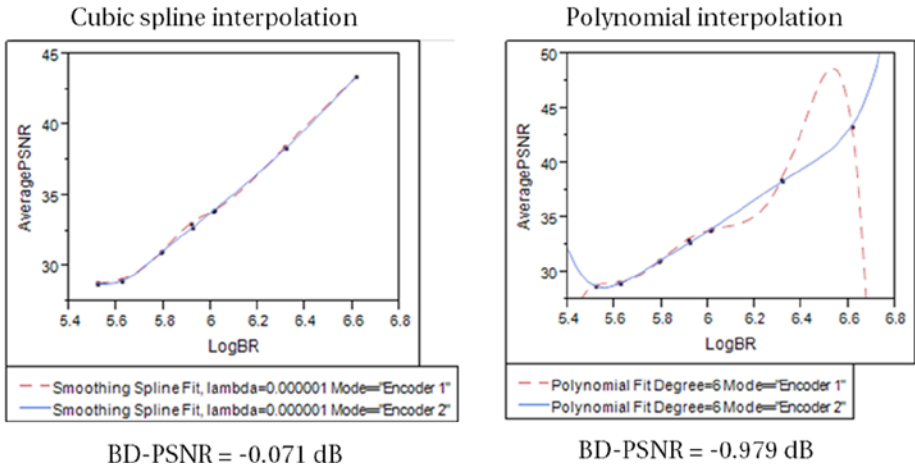 Cubic spline interpolation
45
40
35
30
AveragePSNR
5.4 5.6 5.8 6 6.2 6.4 6.6 6.8
LogBR
Smoothing Spline Fit, lambda=0.000001 Mode=="Encoder 1"
Smoothing Spline Fit, lambda=0.000001 Mode=="Encoder 2"
BD-PSNR = -0.071 dB
Polynomial interpolation
50
45
40
35
30
AveragePSNR
5.4 5.6 5.8 6 6.2 6.4 6.6 6.8
LogBR
Polynomial Fit Degree=6 Mode=="Encoder 1"
Polynomial Fit Degree=6 Mode=="Encoder 2"
BD-PSNR = -0.979 dB